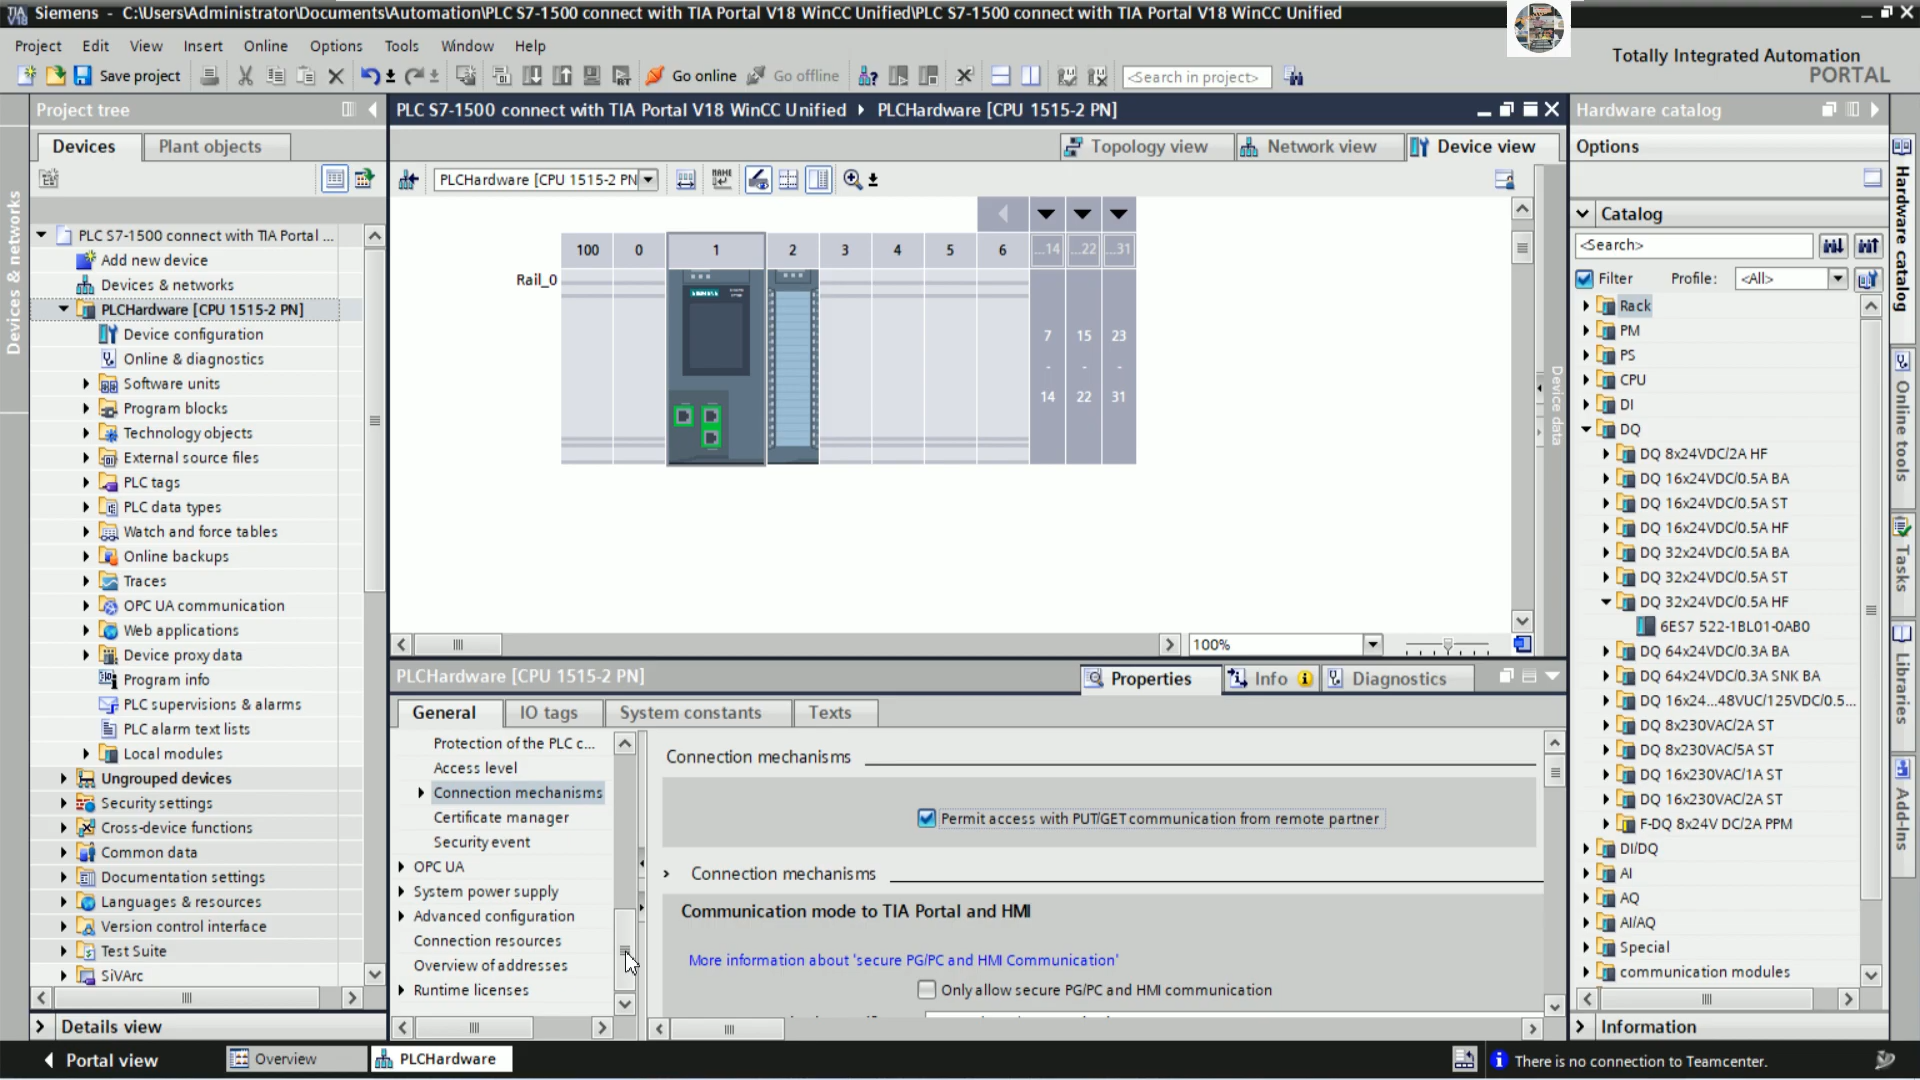 Siemens - C:\Users\Administrator\Documents\Automation\PLC S7-1500 connect with TIA Portal V18 WinCC Unified\PLC S7-1500 connect with TIA Portal V18 WinCC Unified
Project Edit View Insert Online Options Tools Window Help
Totally Integrated Automation
PORTAL
Save project
Go online
Go offline
<Search in project>
Project tree
Devices
Plant objects
PLC S7-1500 connect with TIA Portal ...
Add new device
Devices & networks
PLCHardware [CPU 1515-2 PN]
Device configuration
Online & diagnostics
Software units
Program blocks
Technology objects
External source files
PLC tags
PLC data types
Watch and force tables
Online backups
Traces
OPC UA communication
Web applications
Device proxy data
Program info
PLC supervisions & alarms
PLC alarm text lists
Local modules
Ungrouped devices
Security settings
Cross-device functions
Common data
Documentation settings
Languages & resources
Version control interface
Test Suite
SiVArc
Details view
Devices & networks
PLC S7-1500 connect with TIA Portal V18 WinCC Unified PLCHardware [CPU 1515-2 PN]
Topology view
Network view
Device view
PLCHardware [CPU 1515-2 PN
100 0 1 2 3 4 5 6 ...14 ...22 ...31
Rail_0
SIEMENS
7 15 23
- - -
14 22 31
Device data
100%
PLCHardware [CPU 1515-2 PN]
Properties
Info
Diagnostics
General
IO tags
System constants
Texts
Protection of the PLC c...
Access level
Connection mechanisms
Certificate manager
Security event
OPC UA
System power supply
Advanced configuration
Connection resources
Overview of addresses
Runtime licenses
Connection mechanisms
Permit access with PUT/GET communication from remote partner
Connection mechanisms
Communication mode to TIA Portal and HMI
More information about 'secure PG/PC and HMI Communication'
Only allow secure PG/PC and HMI communication
Hardware catalog
Options
Catalog
<Search>
Filter
Profile:
<All>
Rack
PM
PS
CPU
DI
DQ
DQ 8x24VDC/2A HF
DQ 16x24VDC/0.5A BA
DQ 16x24VDC/0.5A ST
DQ 16x24VDC/0.5A HF
DQ 32x24VDC/0.5A BA
DQ 32x24VDC/0.5A ST
DQ 32x24VDC/0.5A HF
6ES7 522-1BL01-0AB0
DQ 64x24VDC/0.3A BA
DQ 64x24VDC/0.3A SNK BA
DQ 16x24...48VUC/125VDC/0.5...
DQ 8x230VAC/2A ST
DQ 8x230VAC/5A ST
DQ 16x230VAC/1A ST
DQ 16x230VAC/2A ST
F-DQ 8x24V DC/2A PPM
DI/DQ
AI
AQ
AI/AQ
Special
communication modules
Information
Hardware catalog
Online tools
Tasks
Libraries
Add-Ins
Portal view
Overview
PLCHardware
There is no connection to Teamcenter.